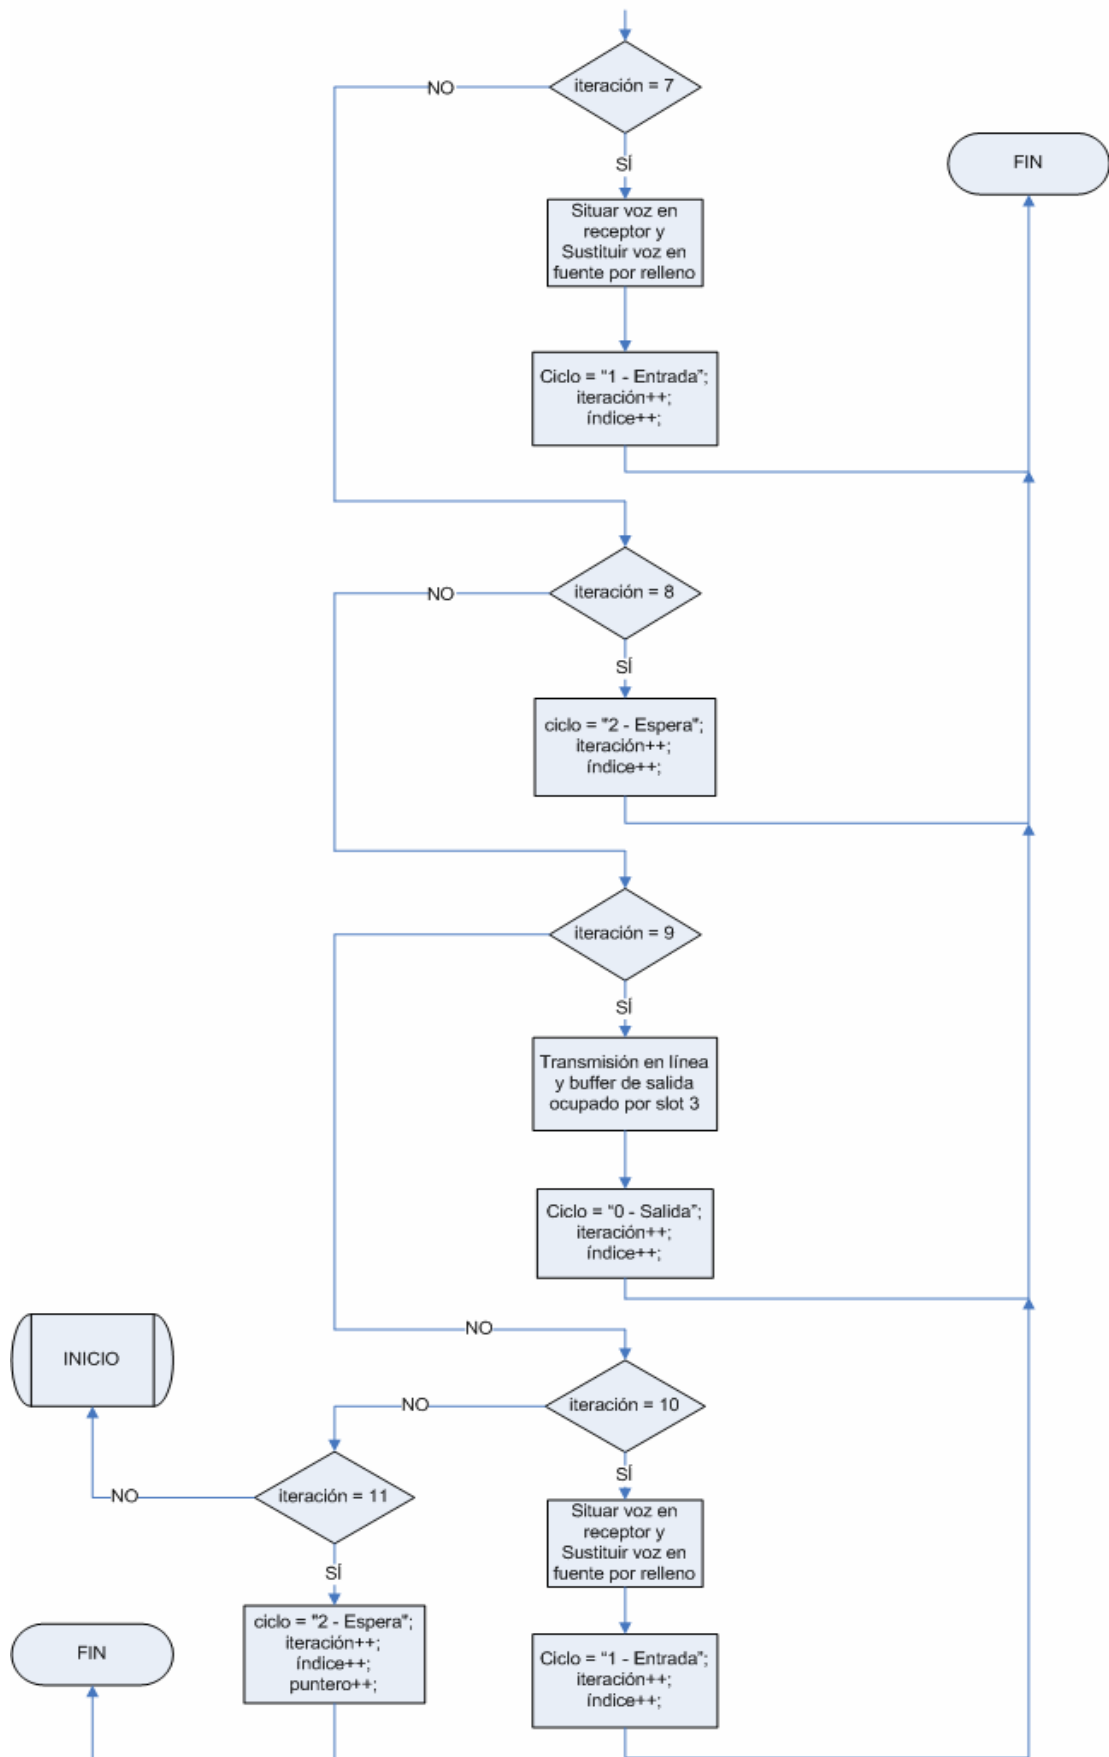 iteración = 7
NO
SÍ
FIN
Situar voz en
receptor y
Sustituir voz en
fuente por relleno
Ciclo = “1 - Entrada”;
iteración++;
índice++;
iteración = 8
NO
SÍ
ciclo = "2 - Espera";
iteración++;
índice++;
iteración = 9
SÍ
Transmisión en línea
y buffer de salida
ocupado por slot 3
Ciclo = “0 - Salida”;
iteración++;
índice++;
NO
INICIO
iteración = 10
NO
SÍ
iteración = 11
NO
Situar voz en
receptor y
Sustituir voz en
fuente por relleno
SÍ
ciclo = "2 - Espera";
iteración++;
índice++;
puntero++;
FIN
Ciclo = “1 - Entrada”;
iteración++;
índice++;